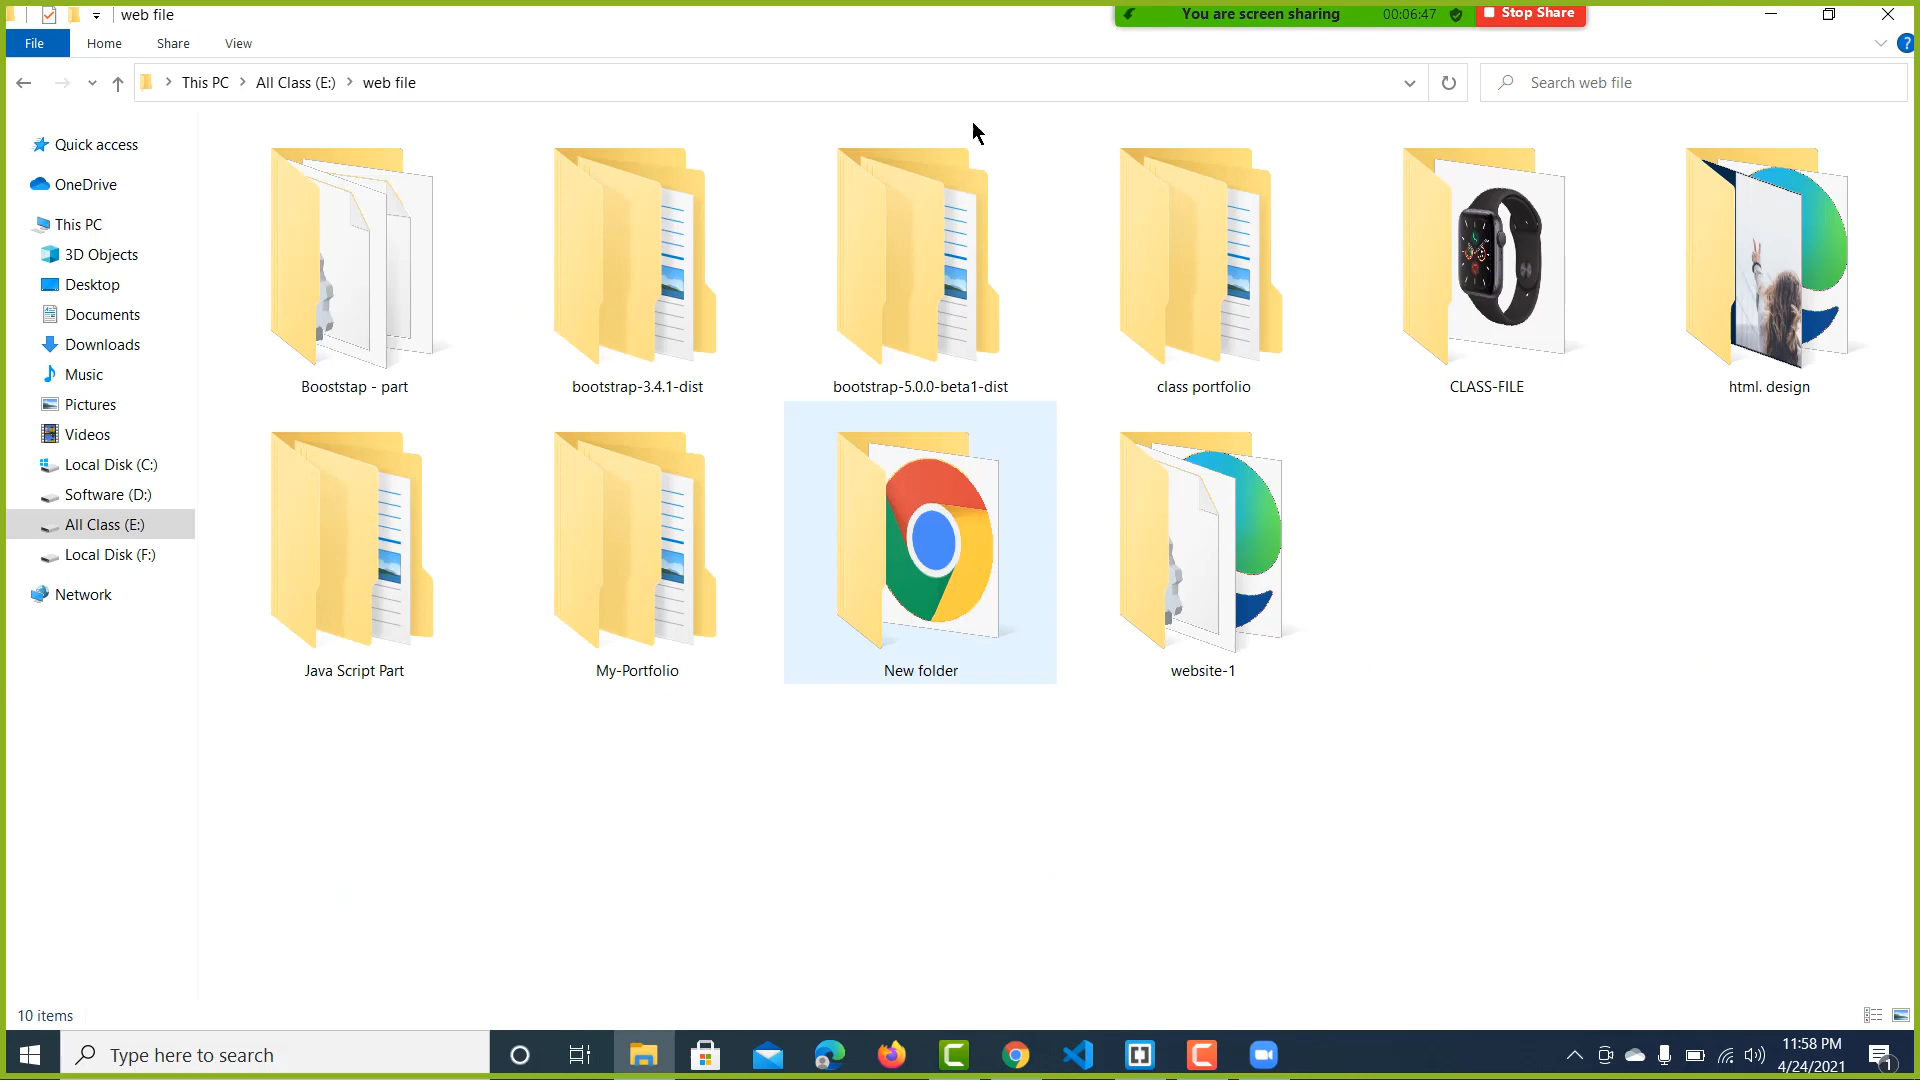 web file
You are screen sharing 00:06:47 Stop Share
File Home Share View
?
This PC All Class (E:) web file
Search web file
Quick access
OneDrive
This PC
3D Objects
Desktop
Documents
Downloads
Music
Pictures
Videos
Local Disk (C:)
Software (D:)
All Class (E:)
Local Disk (F:)
Network
Booststap - part
bootstrap-3.4.1-dist
bootstrap-5.0.0-beta1-dist
class portfolio
CLASS-FILE
html. design
Java Script Part
My-Portfolio
New folder
website-1
10 items
Type here to search
11:58 PM
4/24/2021
1